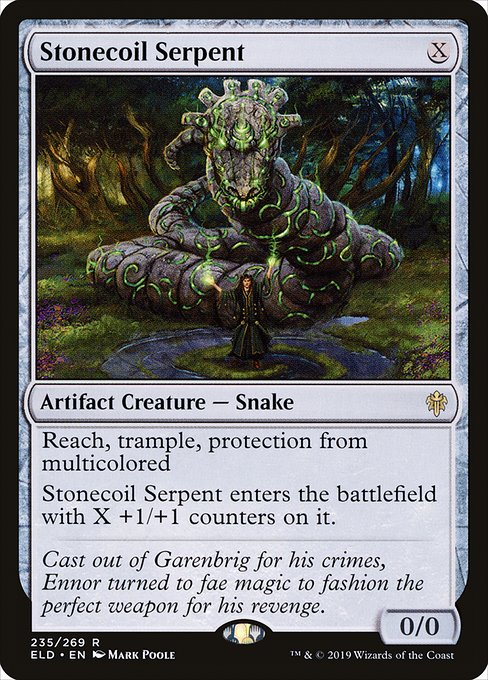 Stonecoil Serpent X
Artifact Creature — Snake
Reach, trample, protection from
multicolored
Stonecoil Serpent enters the battlefield
with X +1/+1 counters on it.
Cast out of Garenbrig for his crimes,
Ennor turned to fae magic to fashion the
perfect weapon for his revenge.
0/0
235/269 R
ELD • EN Mark Poole
™ & © 2019 Wizards of the Coast